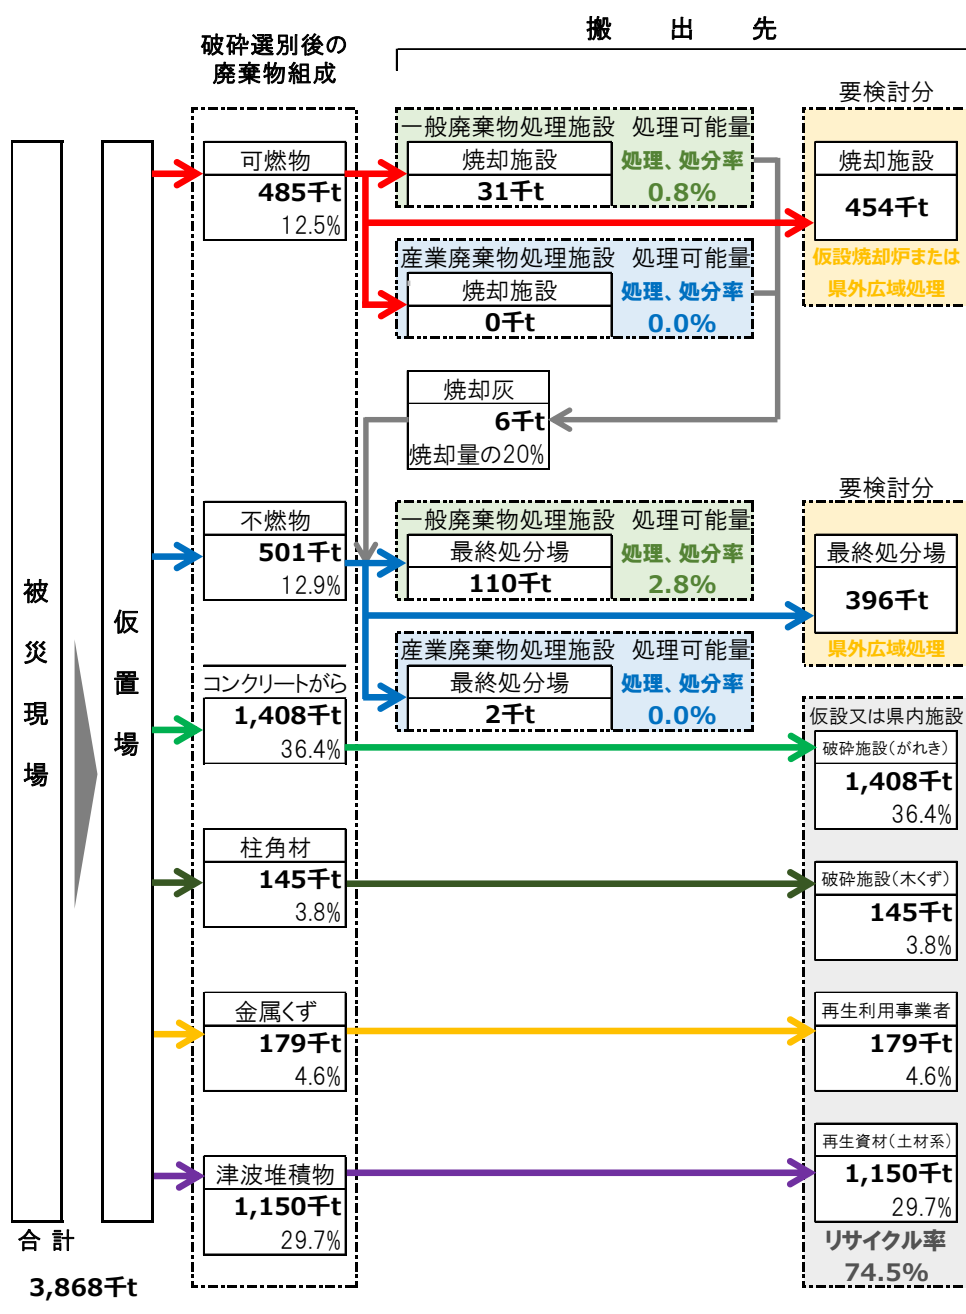 搬 出 先
破砕選別後の
廃棄物組成
要検討分
可燃物
485千t
12.5%
一般廃棄物処理施設 処理可能量
焼却施設
31千t
処理、処分率
0.8%
焼却施設
454千t
仮設焼却炉または
県外広域処理
産業廃棄物処理施設 処理可能量
焼却施設
0千t
処理、処分率
0.0%
焼却灰
6千t
焼却量の20%
要検討分
不燃物
501千t
12.9%
一般廃棄物処理施設 処理可能量
最終処分場
110千t
処理、処分率
2.8%
最終処分場
396千t
県外広域処理
産業廃棄物処理施設 処理可能量
最終処分場
2千t
処理、処分率
0.0%
被災現場
仮置場
コンクリートがら
1,408千t
36.4%
仮設又は県内施設
破砕施設(がれき)
1,408千t
36.4%
柱角材
145千t
3.8%
破砕施設(木くず)
145千t
3.8%
金属くず
179千t
4.6%
再生利用事業者
179千t
4.6%
津波堆積物
1,150千t
29.7%
再生資材(土材系)
1,150千t
29.7%
リサイクル率
74.5%
合計
3,868千t